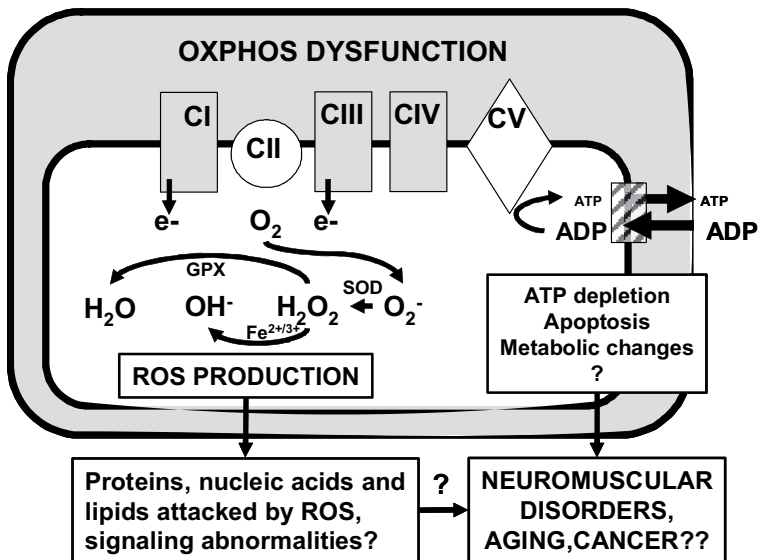 OXPHOS DYSFUNCTION
CI
CII
CIII
CIV
CV
e-
O₂
e-
ATP
ADP
ATP
ADP
GPX
SOD
H₂O
OH⁻
H₂O₂
O₂⁻
Fe²⁺/³⁺
ROS PRODUCTION
ATP depletion
Apoptosis
Metabolic changes
?
Proteins, nucleic acids and
lipids attacked by ROS,
signaling abnormalities?
?
NEUROMUSCULAR
DISORDERS,
AGING,CANCER??